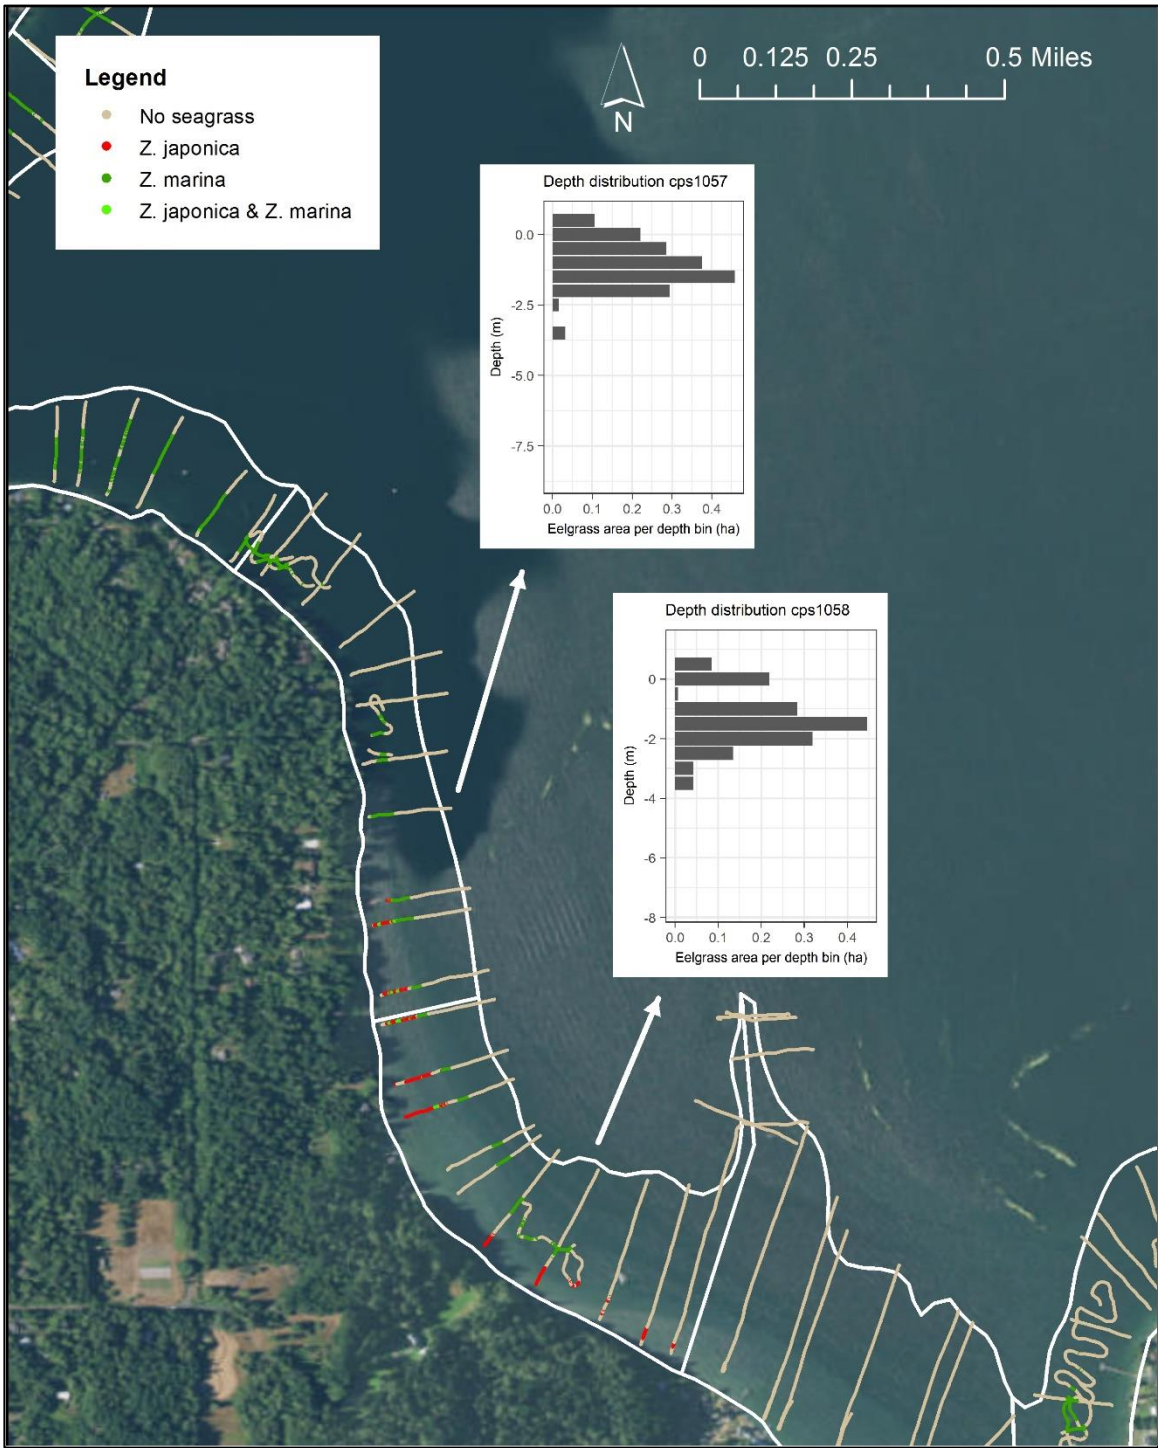 Legend
No seagrass
Z. japonica
Z. marina
Z. japonica & Z. marina
N
0 0.125 0.25 0.5 Miles
Depth distribution cps1057
0.0
-2.5
-5.0
-7.5
Depth (m)
0.0 0.1 0.2 0.3 0.4
Eelgrass area per depth bin (ha)
Depth distribution cps1058
0
-2
-4
-6
-8
Depth (m)
0.0 0.1 0.2 0.3 0.4
Eelgrass area per depth bin (ha)